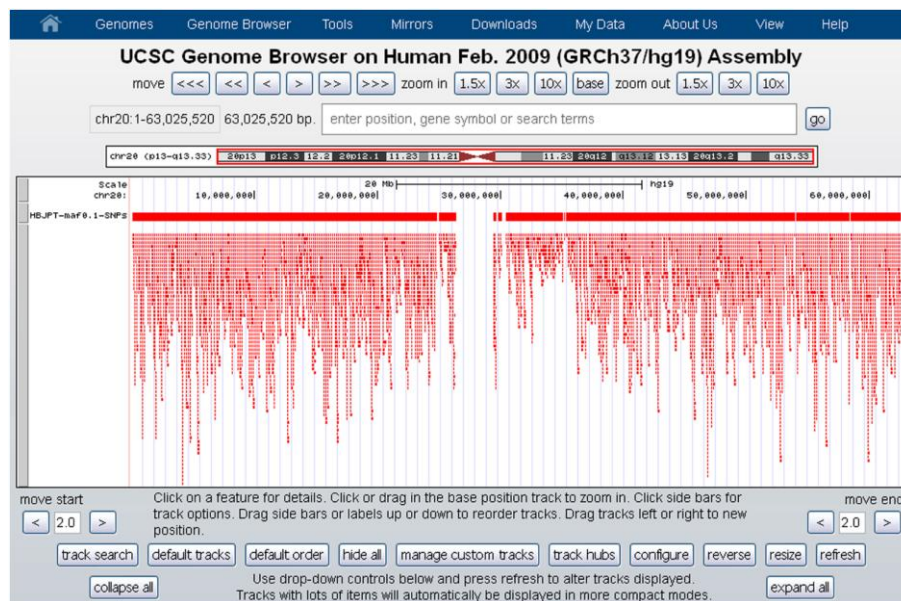 Genomes Genome Browser Tools Mirrors Downloads My Data About Us View Help
UCSC Genome Browser on Human Feb. 2009 (GRCh37/hg19) Assembly
move <<< << < > >> >>> zoom in 1.5x 3x 10x base zoom out 1.5x 3x 10x
chr20:1-63,025,520 63,025,520 bp. enter position, gene symbol or search terms go
chr20 (p13-q13.33) 20p13 p12.3 12.2 20p12.1 11.23 11.21 11.23 20q12 q13.12 13.13 20q13.2 q13.33
Scale 20 Mb hg19
chr20: 10,000,000 20,000,000 30,000,000 40,000,000 50,000,000 60,000,000
HBJPT-maf0.1-SNPs
move start Click on a feature for details. Click or drag in the base position track to zoom in. Click side bars for move end
< 2.0 > track options. Drag side bars or labels up or down to reorder tracks. Drag tracks left or right to new < 2.0 >
position.
track search default tracks default order hide all manage custom tracks track hubs configure reverse resize refresh
collapse all Use drop-down controls below and press refresh to alter tracks displayed. expand all
Tracks with lots of items will automatically be displayed in more compact modes.